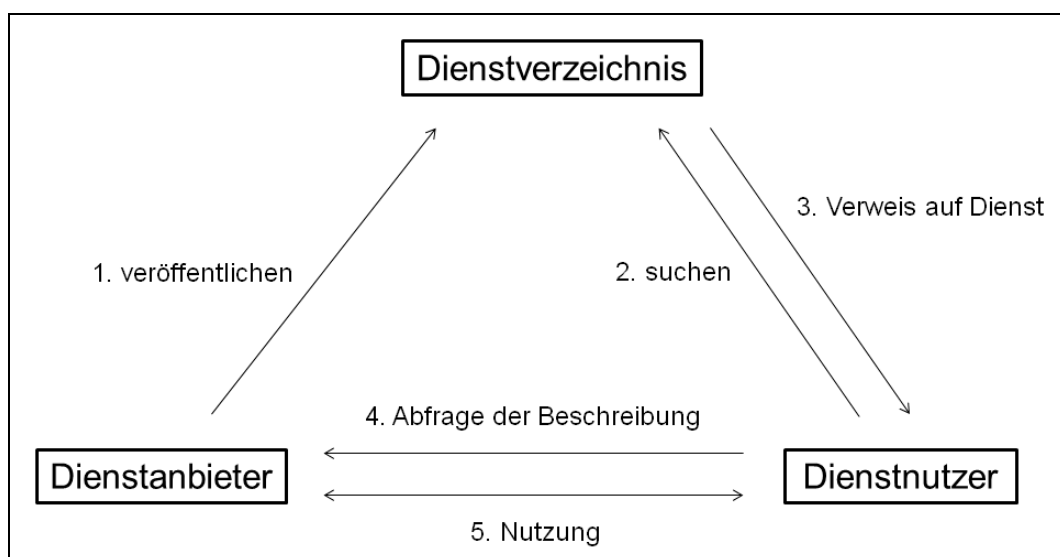 Dienstverzeichnis
3. Verweis auf Dienst
1. veröffentlichen
2. suchen
4. Abfrage der Beschreibung
Dienstanbieter
Dienstnutzer
5. Nutzung